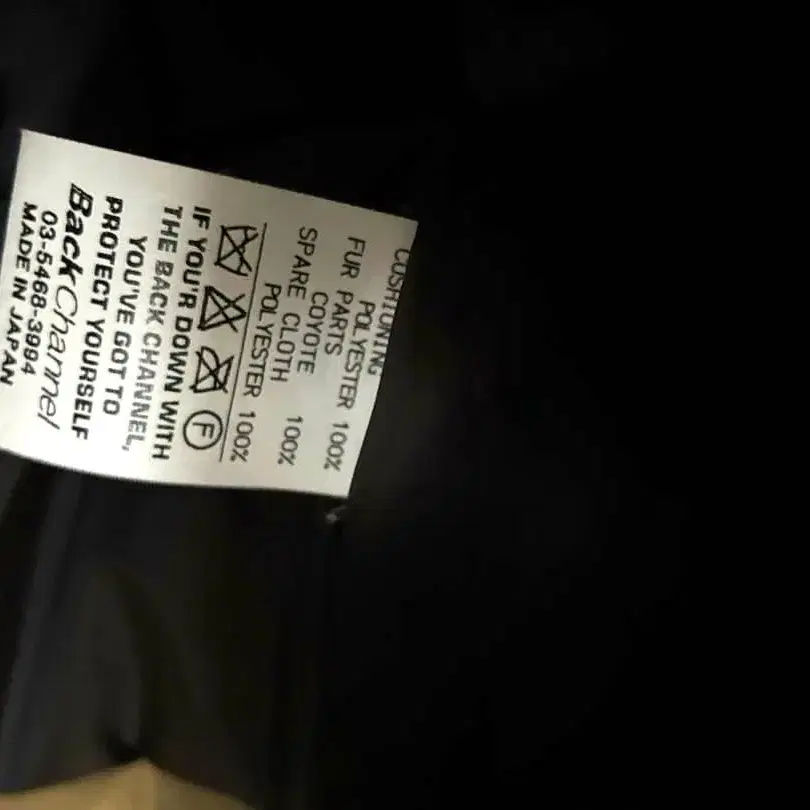 CUSHIONING
POLYESTER 100%
FUR PARTS
COYOTE 100%
SPARE CLOTH
POLYESTER 100%
F
IF YOU'R DOWN WITH
THE BACK CHANNEL,
YOU'VE GOT TO
PROTECT YOURSELF
Back Channel
03-5468-3994
MADE IN JAPAN